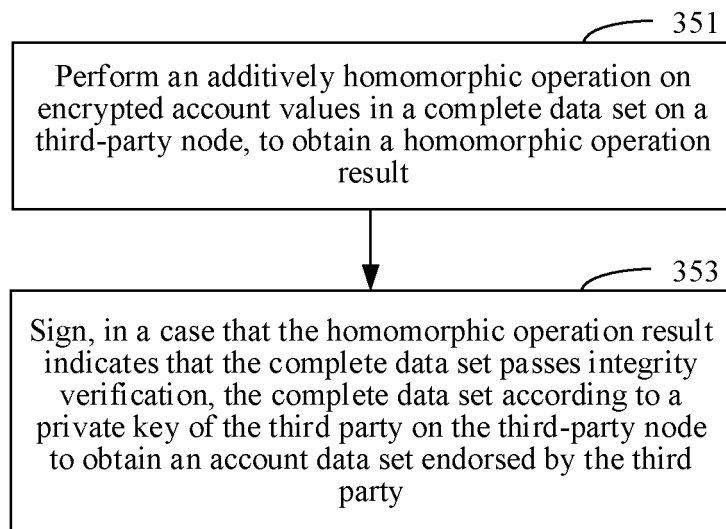 351
Perform an additively homomorphic operation on
encrypted account values in a complete data set on a
third-party node, to obtain a homomorphic operation
result
353
Sign, in a case that the homomorphic operation result
indicates that the complete data set passes integrity
verification, the complete data set according to a
private key of the third party on the third-party node
to obtain an account data set endorsed by the third
party